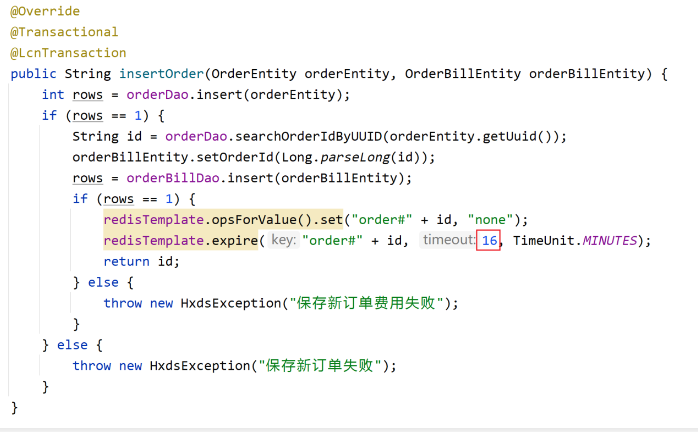 @Override
@Transactional
@LcnTransaction
public String insertOrder(OrderEntity orderEntity, OrderBillEntity orderBillEntity) {
    int rows = orderDao.insert(orderEntity);
    if (rows == 1) {
        String id = orderDao.searchOrderIdByUUID(orderEntity.getUuid());
        orderBillEntity.setOrderId(Long.parseLong(id));
        rows = orderBillDao.insert(orderBillEntity);
        if (rows == 1) {
            redisTemplate.opsForValue().set("order#" + id, "none");
            redisTemplate.expire( key: "order#" + id, timeout: 16, TimeUnit.MINUTES);
            return id;
        } else {
            throw new HxdsException("保存新订单费用失败");
        }
    } else {
        throw new HxdsException("保存新订单失败");
    }
}